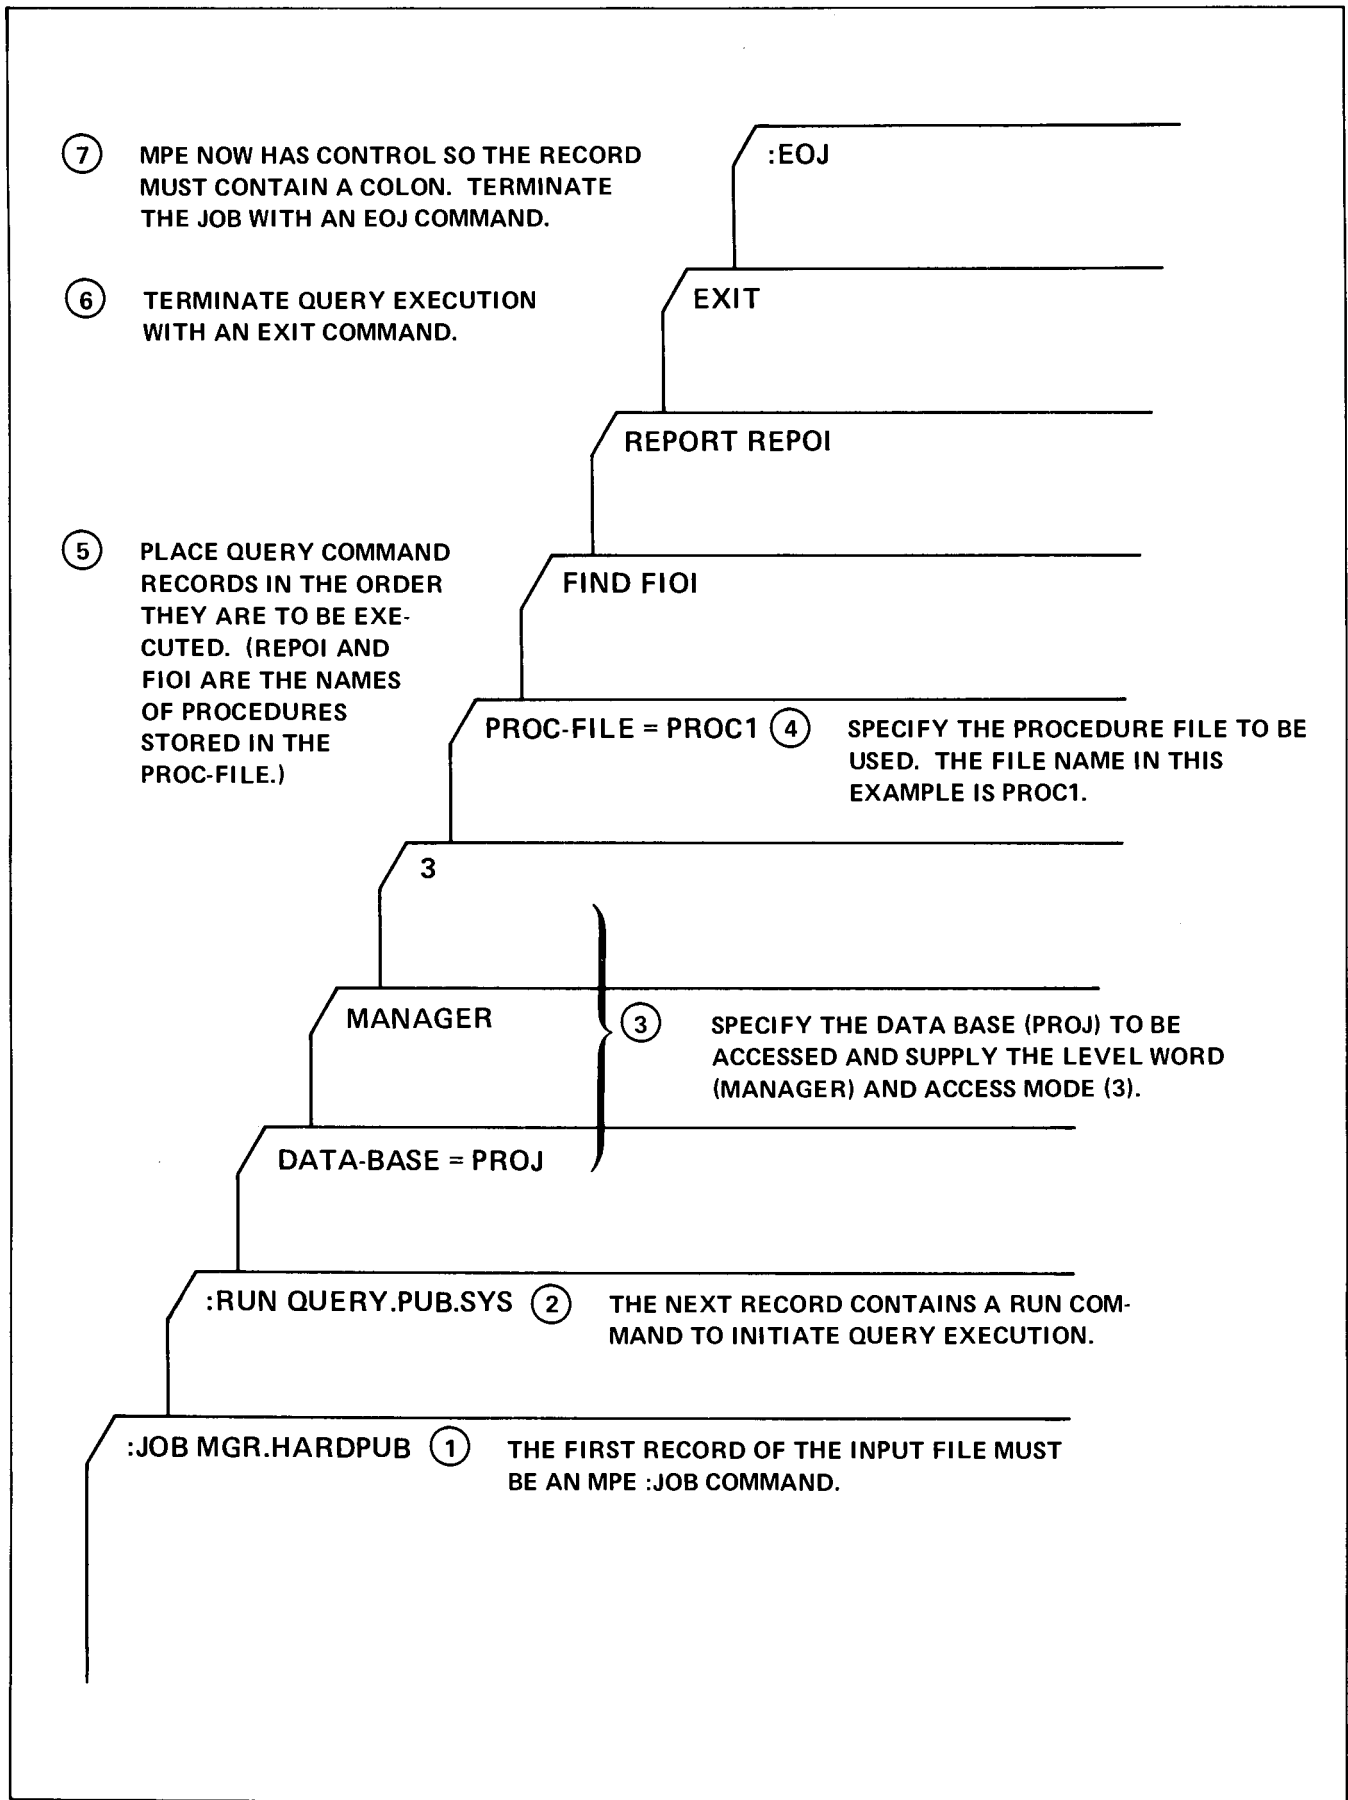 ⑦ MPE NOW HAS CONTROL SO THE RECORD
MUST CONTAIN A COLON. TERMINATE
THE JOB WITH AN EOJ COMMAND.
:EOJ
⑥ TERMINATE QUERY EXECUTION
WITH AN EXIT COMMAND.
EXIT
REPORT REPOI
⑤ PLACE QUERY COMMAND
RECORDS IN THE ORDER
THEY ARE TO BE EXE-
CUTED. (REPOI AND
FIOI ARE THE NAMES
OF PROCEDURES
STORED IN THE
PROC-FILE.)
FIND FIOI
PROC-FILE = PROC1 ④ SPECIFY THE PROCEDURE FILE TO BE
USED. THE FILE NAME IN THIS
EXAMPLE IS PROC1.
3
MANAGER
③ SPECIFY THE DATA BASE (PROJ) TO BE
ACCESSED AND SUPPLY THE LEVEL WORD
(MANAGER) AND ACCESS MODE (3).
DATA-BASE = PROJ
:RUN QUERY.PUB.SYS ② THE NEXT RECORD CONTAINS A RUN COM-
MAND TO INITIATE QUERY EXECUTION.
:JOB MGR.HARDPUB ① THE FIRST RECORD OF THE INPUT FILE MUST
BE AN MPE :JOB COMMAND.